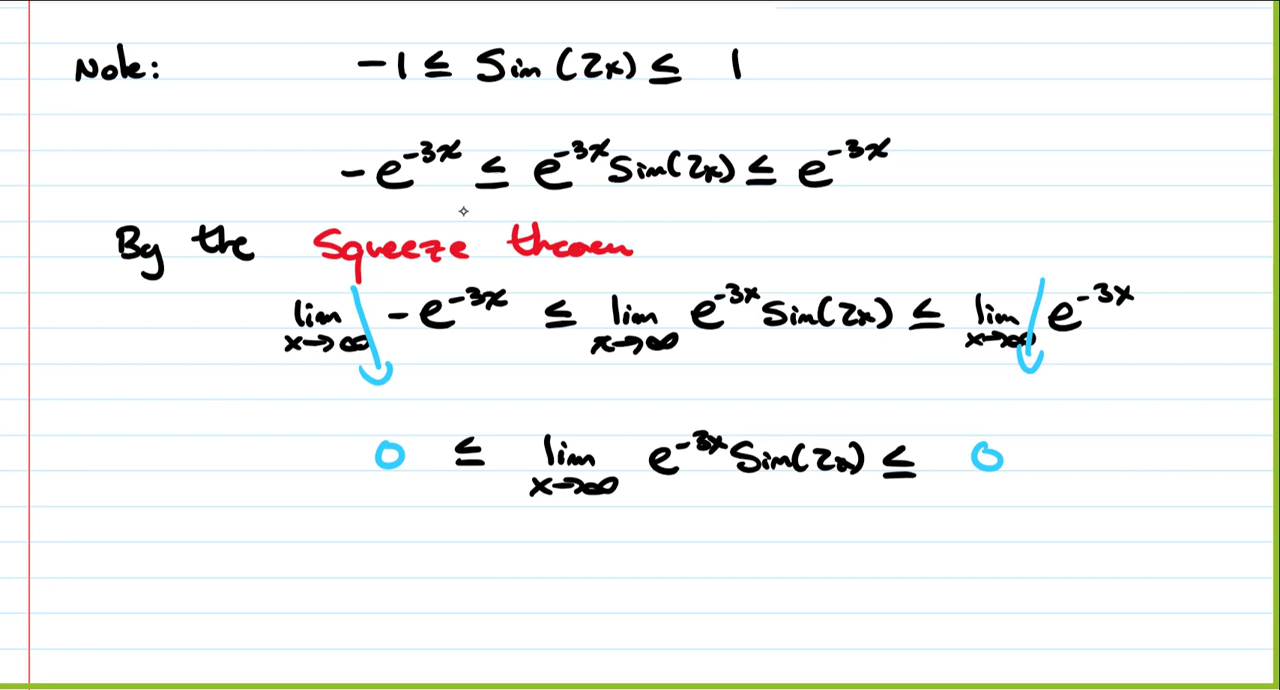 Note: -1 ≤ Sin (2x) ≤ 1
-e^{-3x} ≤ e^{-3x} Sin(2x) ≤ e^{-3x}
By the Squeeze theorem
lim_{x→∞} -e^{-3x} ≤ lim_{x→∞} e^{-3x} Sin(2x) ≤ lim_{x→∞} e^{-3x}
0 ≤ lim_{x→∞} e^{-3x} Sin(2x) ≤ 0